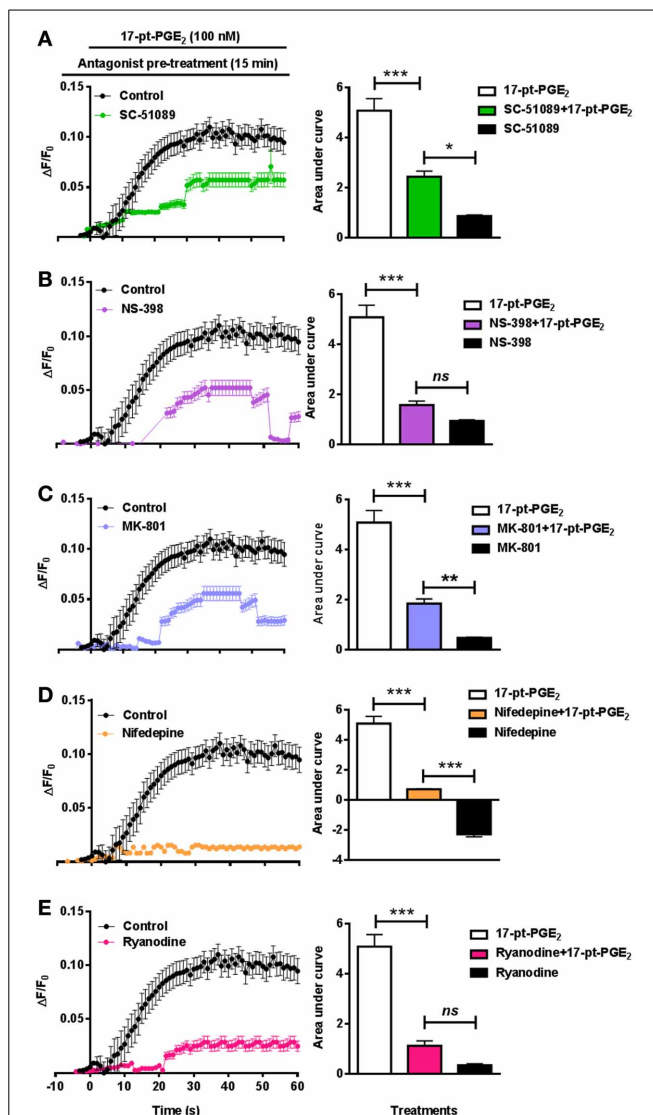 A
17-pt-PGE2 (100 nM)
Antagonist pre-treatment (15 min)
0.15
0.10
0.05
ΔF/F0
Control
SC-51089
6
4
2
0
Area under curve
***
*
17-pt-PGE2
SC-51089+17-pt-PGE2
SC-51089
B
0.15
0.10
0.05
ΔF/F0
Control
NS-398
6
4
2
0
Area under curve
***
ns
17-pt-PGE2
NS-398+17-pt-PGE2
NS-398
C
0.15
0.10
0.05
ΔF/F0
Control
MK-801
6
4
2
0
Area under curve
***
**
17-pt-PGE2
MK-801+17-pt-PGE2
MK-801
D
0.15
0.10
0.05
ΔF/F0
Control
Nifedepine
6
4
2
0
-2
-4
Area under curve
***
***
17-pt-PGE2
Nifedepine+17-pt-PGE2
Nifedepine
E
0.15
0.10
0.05
ΔF/F0
Control
Ryanodine
-10 0 10 20 30 40 50 60
Time (s)
6
4
2
0
Area under curve
***
ns
17-pt-PGE2
Ryanodine+17-pt-PGE2
Ryanodine
Treatments